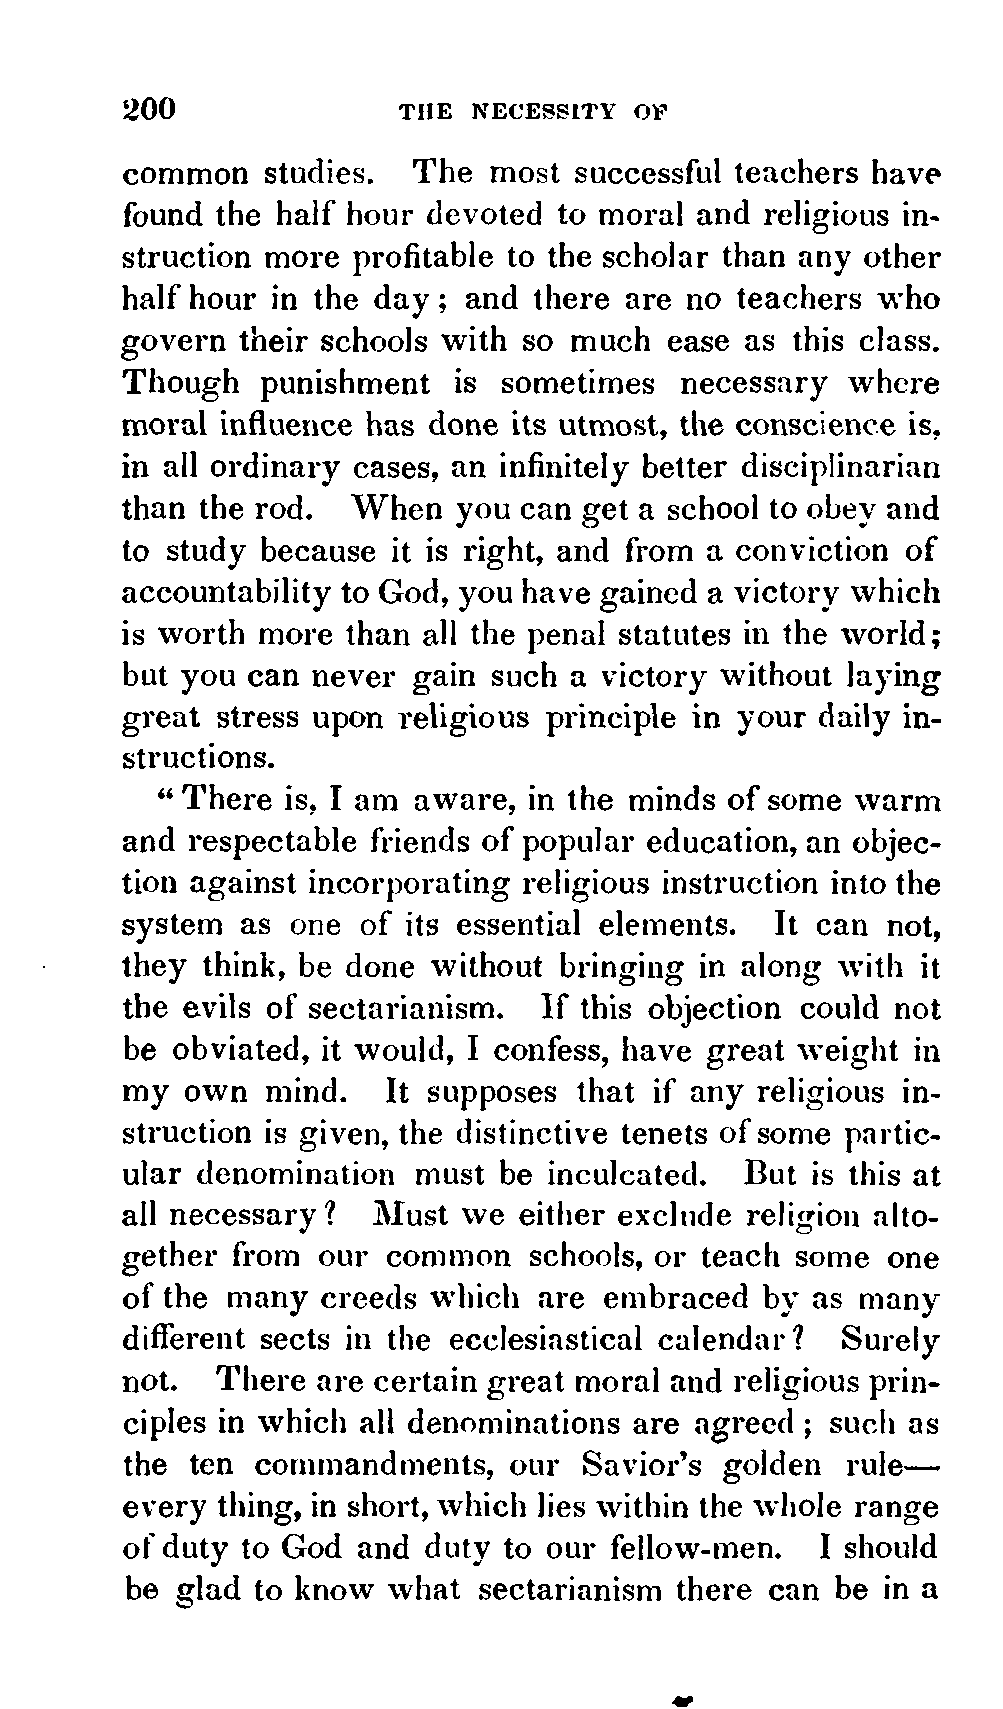 200 THE NECESSITY OF
common studies. The most successful teachers have
found the half hour devoted to moral and religious in-
struction more profitable to the scholar than any other
half hour in the day; and there are no teachers who
govern their schools with so much ease as this class.
Though punishment is sometimes necessary where
moral influence has done its utmost, the conscience is,
in all ordinary cases, an infinitely better disciplinarian
than the rod. When you can get a school to obey and
to study because it is right, and from a conviction of
accountability to God, you have gained a victory which
is worth more than all the penal statutes in the world;
but you can never gain such a victory without laying
great stress upon religious principle in your daily in-
structions.
“There is, I am aware, in the minds of some warm
and respectable friends of popular education, an objec-
tion against incorporating religious instruction into the
system as one of its essential elements. It can not,
they think, be done without bringing in along with it
the evils of sectarianism. If this objection could not
be obviated, it would, I confess, have great weight in
my own mind. It supposes that if any religious in-
struction is given, the distinctive tenets of some partic-
ular denomination must be inculcated. But is this at
all necessary? Must we either exclude religion alto-
gether from our common schools, or teach some one
of the many creeds which are embraced by as many
different sects in the ecclesiastical calendar? Surely
not. There are certain great moral and religious prin-
ciples in which all denominations are agreed; such as
the ten commandments, our Savior’s golden rule—
every thing, in short, which lies within the whole range
of duty to God and duty to our fellow-men. I should
be glad to know what sectarianism there can be in a